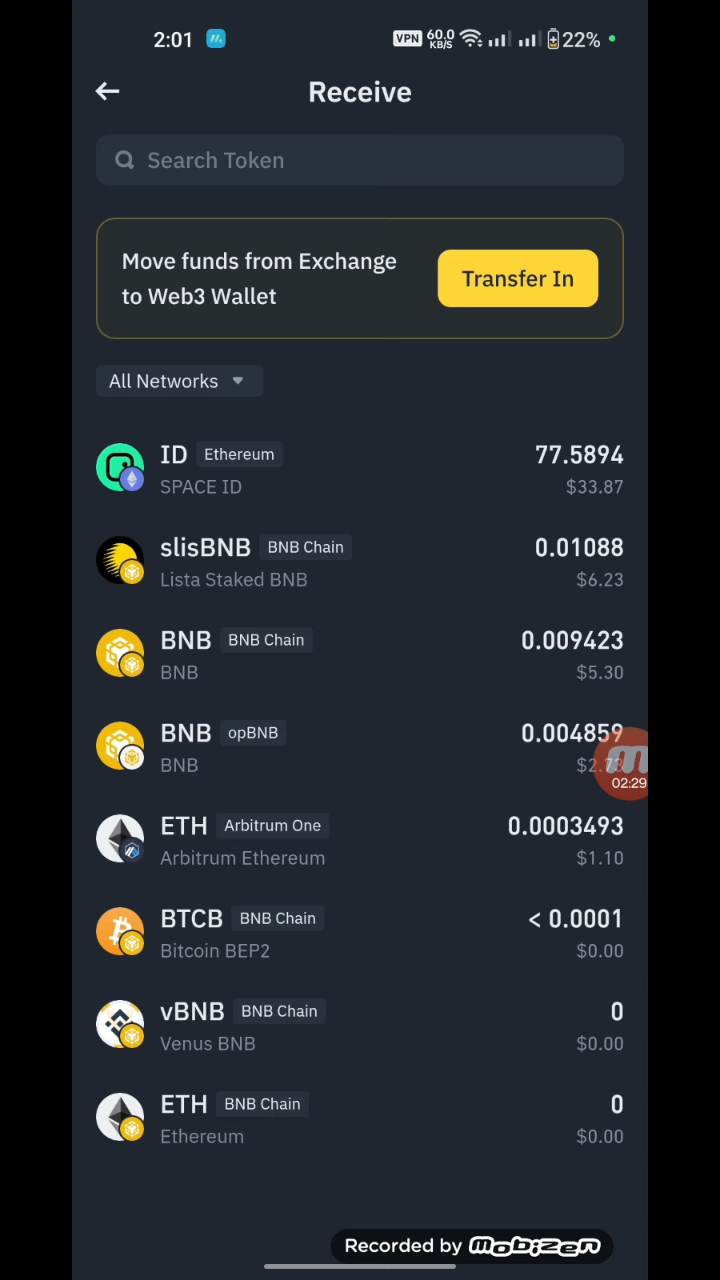 2:01 VPN 60.0 KB/S 22%
Receive
Search Token
Move funds from Exchange
to Web3 Wallet
Transfer In
All Networks
ID Ethereum 77.5894
SPACE ID $33.87
slisBNB BNB Chain 0.01088
Lista Staked BNB $6.23
BNB BNB Chain 0.009423
BNB $5.30
BNB opBNB 0.004859
BNB $2.73
02:29
ETH Arbitrum One 0.0003493
Arbitrum Ethereum $1.10
BTCB BNB Chain < 0.0001
Bitcoin BEP2 $0.00
vBNB BNB Chain 0
Venus BNB $0.00
ETH BNB Chain 0
Ethereum $0.00
Recorded by mobizen